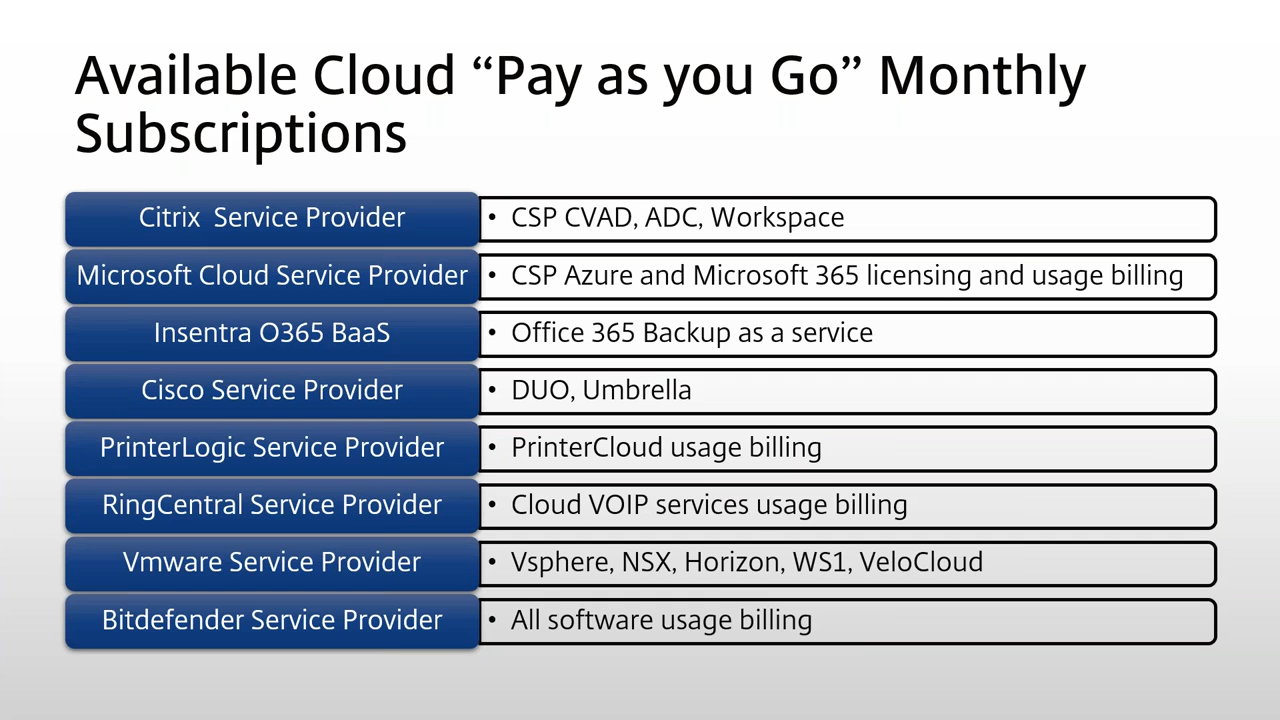 Available Cloud “Pay as you Go” Monthly
Subscriptions
Citrix  Service Provider
• CSP CVAD, ADC, Workspace
Microsoft Cloud Service Provider
• CSP Azure and Microsoft 365 licensing and usage billing
Insentra O365 BaaS
• Office 365 Backup as a service
Cisco Service Provider
• DUO, Umbrella
PrinterLogic Service Provider
• PrinterCloud usage billing
RingCentral Service Provider
• Cloud VOIP services usage billing
Vmware Service Provider
• Vsphere, NSX, Horizon, WS1, VeloCloud
Bitdefender Service Provider
• All software usage billing